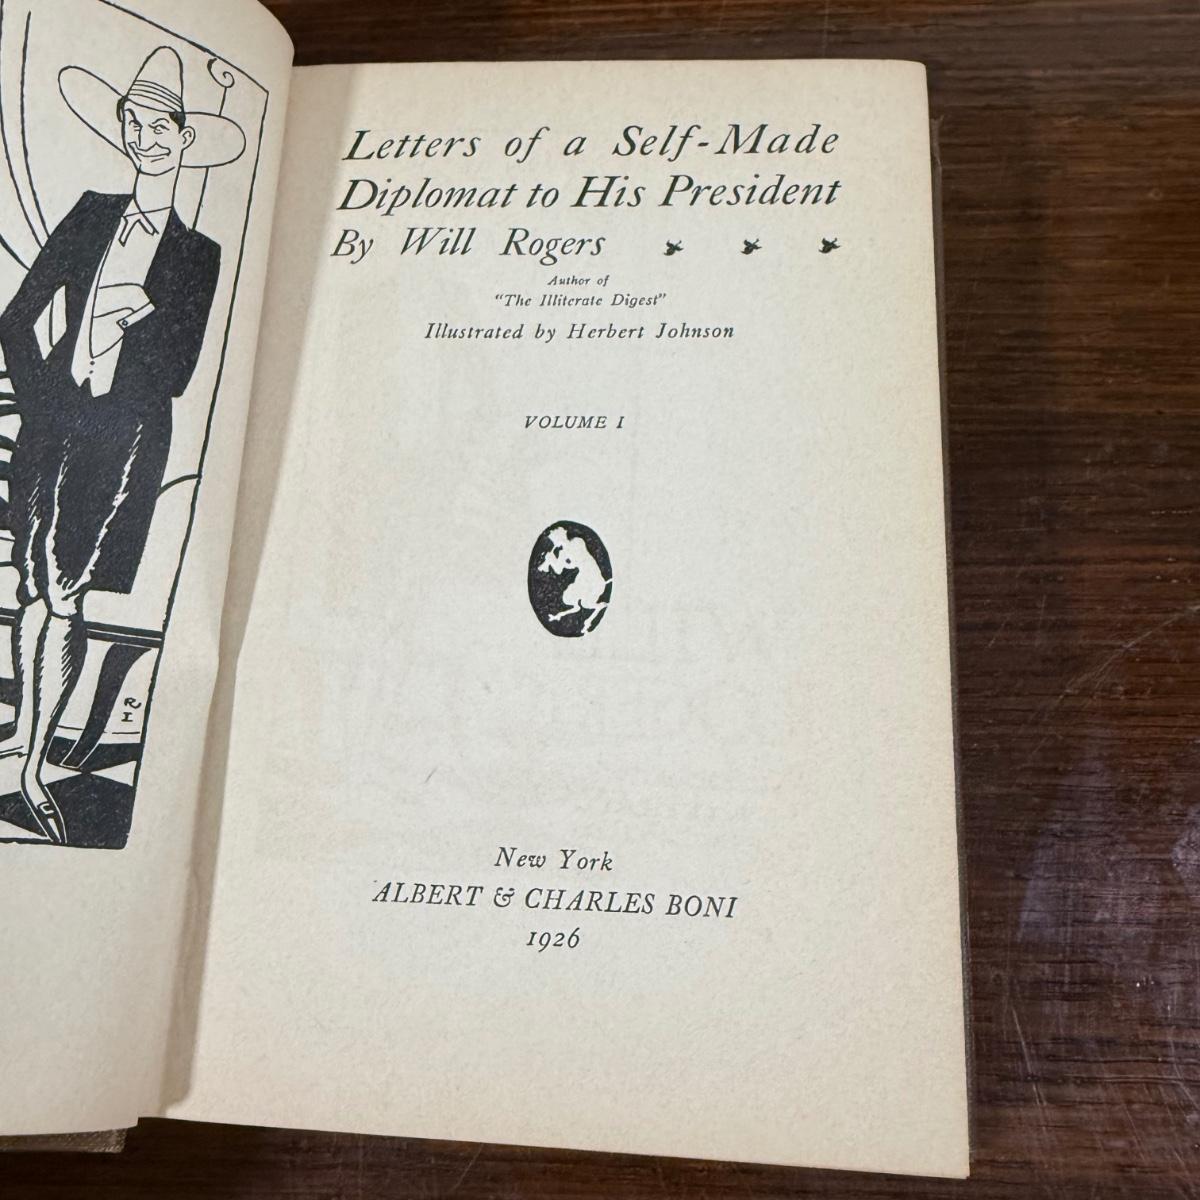 Letters of a Self-Made
Diplomat to His President
By Will Rogers
Author of
"The Illiterate Digest"
Illustrated by Herbert Johnson
VOLUME I
R
I
New York
ALBERT & CHARLES BONI
1926